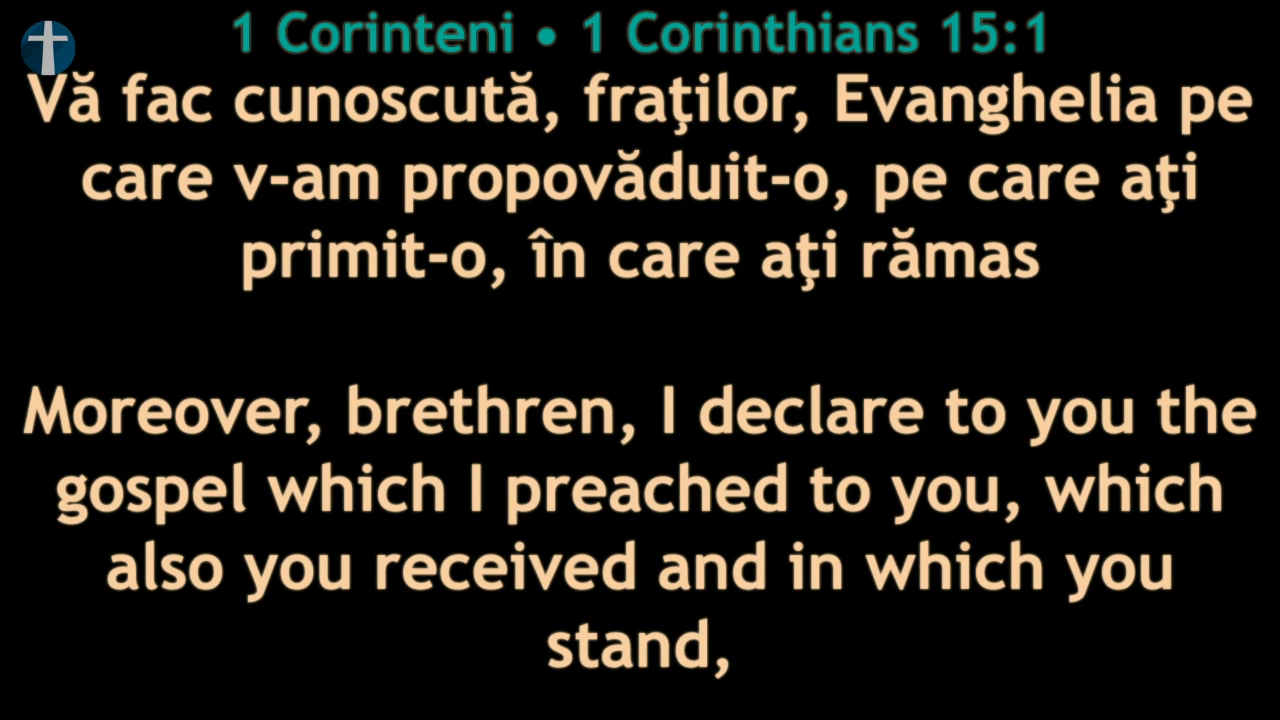 1 Corinteni • 1 Corinthians 15:1
Vă fac cunoscută, fraţilor, Evanghelia pe
care v-am propovăduit-o, pe care aţi
primit-o, în care aţi rămas
Moreover, brethren, I declare to you the
gospel which I preached to you, which
also you received and in which you
stand,